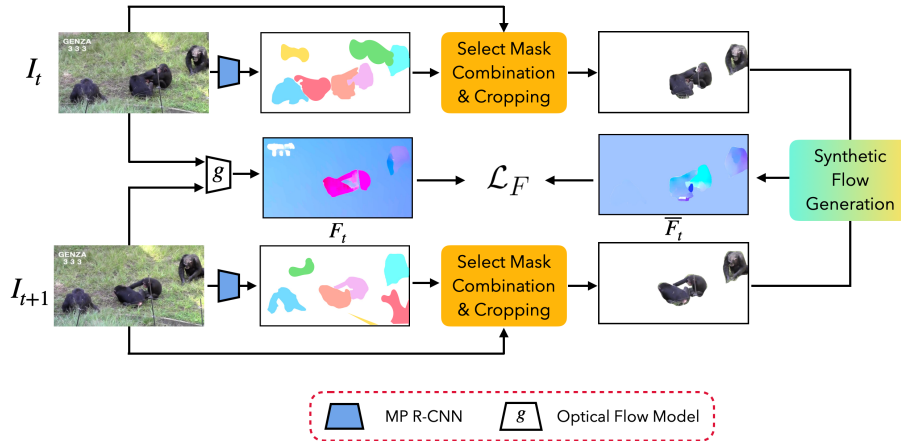 GENZA
3 3 3
I_t
Select Mask
Combination
& Cropping
g
F_t
ℒ_F
F̅_t
Synthetic
Flow
Generation
GENZA
3 3 3
I_{t+1}
Select Mask
Combination
& Cropping
MP R-CNN
g
Optical Flow Model